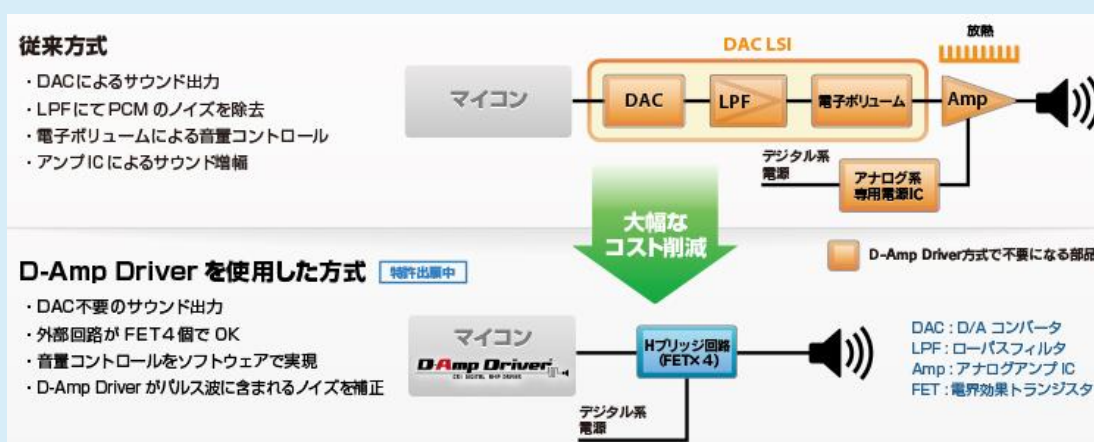 従来方式
・DACによるサウンド出力
・LPFにてPCMのノイズを除去
・電子ボリュームによる音量コントロール
・アンプICによるサウンド増幅
マイコン
DAC LSI
DAC
LPF
電子ボリューム
放熱
Amp
デジタル系
電源
アナログ系
専用電源IC
大幅な
コスト削減
D-Amp Driver方式で不要になる部品
D-Amp Driverを使用した方式
特許出願中
・DAC不要のサウンド出力
・外部回路がFET4個でOK
・音量コントロールをソフトウェアで実現
・D-Amp Driverがパルス波に含まれるノイズを補正
マイコン
D-Amp Driver
CRI DIGITAL AMP DRIVER
Hブリッジ回路
(FET×4)
デジタル系
電源
DAC:D/Aコンバータ
LPF:ローパスフィルタ
Amp:アナログアンプIC
FET:電界効果トランジスタ